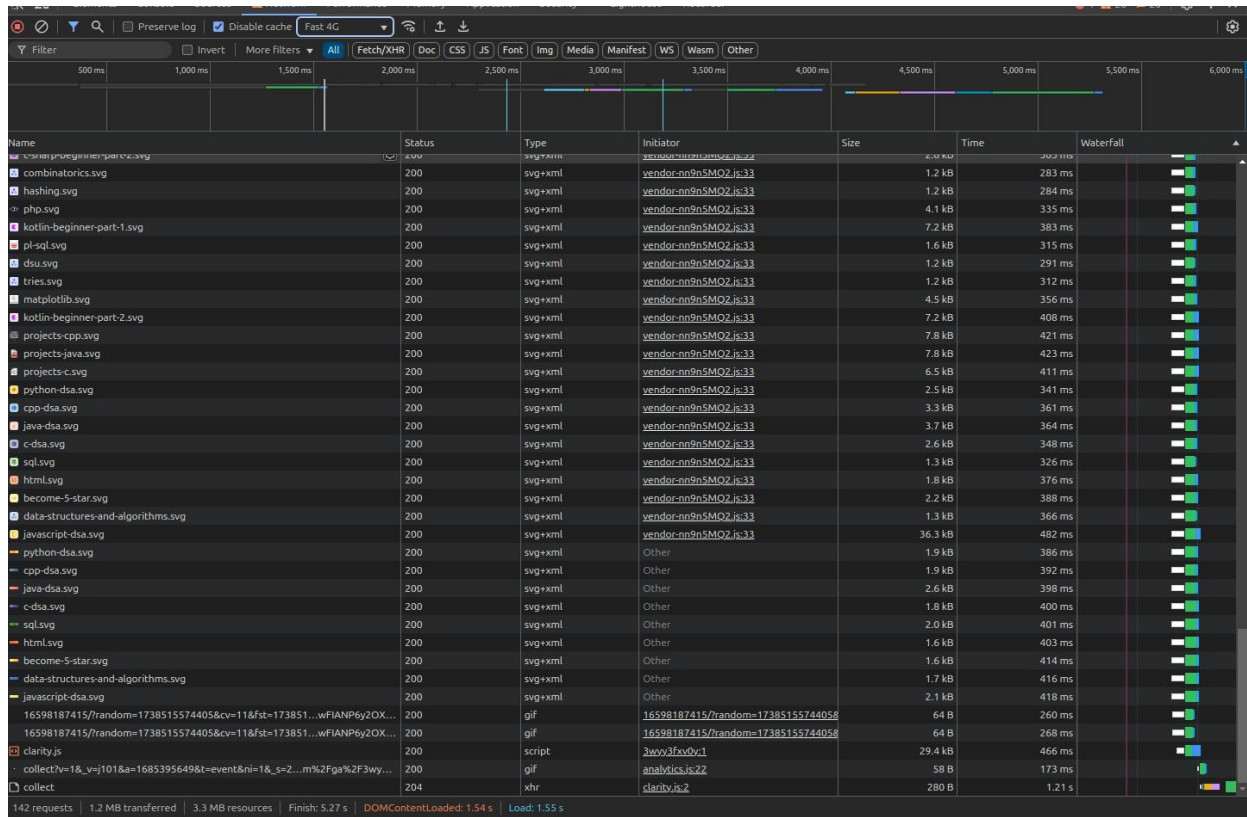 Preserve log Disable cache Fast 4G
Filter Invert More filters All Fetch/XHR Doc CSS JS Font Img Media Manifest WS Wasm Other
500 ms 1,000 ms 1,500 ms 2,000 ms 2,500 ms 3,000 ms 3,500 ms 4,000 ms 4,500 ms 5,000 ms 5,500 ms 6,000 ms
Name Status Type Initiator Size Time Waterfall
c-sharp-beginner-part-2.svg 200 svg+xml vendor-nn9n5MQ2.js:33
combinatorics.svg 200 svg+xml vendor-nn9n5MQ2.js:33 1.2 kB 283 ms
hashing.svg 200 svg+xml vendor-nn9n5MQ2.js:33 1.2 kB 284 ms
php.svg 200 svg+xml vendor-nn9n5MQ2.js:33 4.1 kB 335 ms
kotlin-beginner-part-1.svg 200 svg+xml vendor-nn9n5MQ2.js:33 7.2 kB 383 ms
pl-sql.svg 200 svg+xml vendor-nn9n5MQ2.js:33 1.6 kB 315 ms
dsu.svg 200 svg+xml vendor-nn9n5MQ2.js:33 1.2 kB 291 ms
tries.svg 200 svg+xml vendor-nn9n5MQ2.js:33 1.2 kB 312 ms
matplotlib.svg 200 svg+xml vendor-nn9n5MQ2.js:33 4.5 kB 356 ms
kotlin-beginner-part-2.svg 200 svg+xml vendor-nn9n5MQ2.js:33 7.2 kB 408 ms
projects-cpp.svg 200 svg+xml vendor-nn9n5MQ2.js:33 7.8 kB 421 ms
projects-java.svg 200 svg+xml vendor-nn9n5MQ2.js:33 7.8 kB 423 ms
projects-c.svg 200 svg+xml vendor-nn9n5MQ2.js:33 6.5 kB 411 ms
python-dsa.svg 200 svg+xml vendor-nn9n5MQ2.js:33 2.5 kB 341 ms
cpp-dsa.svg 200 svg+xml vendor-nn9n5MQ2.js:33 3.3 kB 361 ms
java-dsa.svg 200 svg+xml vendor-nn9n5MQ2.js:33 3.7 kB 364 ms
c-dsa.svg 200 svg+xml vendor-nn9n5MQ2.js:33 2.6 kB 348 ms
sql.svg 200 svg+xml vendor-nn9n5MQ2.js:33 1.3 kB 326 ms
html.svg 200 svg+xml vendor-nn9n5MQ2.js:33 1.8 kB 376 ms
become-5-star.svg 200 svg+xml vendor-nn9n5MQ2.js:33 2.2 kB 388 ms
data-structures-and-algorithms.svg 200 svg+xml vendor-nn9n5MQ2.js:33 1.3 kB 366 ms
javascript-dsa.svg 200 svg+xml vendor-nn9n5MQ2.js:33 36.3 kB 482 ms
python-dsa.svg 200 svg+xml Other 1.9 kB 386 ms
cpp-dsa.svg 200 svg+xml Other 1.9 kB 392 ms
java-dsa.svg 200 svg+xml Other 2.6 kB 398 ms
c-dsa.svg 200 svg+xml Other 1.8 kB 400 ms
sql.svg 200 svg+xml Other 2.0 kB 401 ms
html.svg 200 svg+xml Other 1.6 kB 403 ms
become-5-star.svg 200 svg+xml Other 1.6 kB 414 ms
data-structures-and-algorithms.svg 200 svg+xml Other 1.7 kB 416 ms
javascript-dsa.svg 200 svg+xml Other 2.1 kB 418 ms
16598187415/?random=1738515574405&cv=11&fst=173851...wFIANP6y2OX... 200 gif 16598187415/?random=1738515574405& 64 B 260 ms
16598187415/?random=1738515574405&cv=11&fst=173851...wFIANP6y2OX... 200 gif 16598187415/?random=1738515574405& 64 B 268 ms
clarity.js 200 script 3wyy3fxv0y:1 29.4 kB 466 ms
collect?v=1&_v=j101&a=1685395649&t=event&ni=1&_s=2...m%2Fga%2F3wy... 200 gif analytics.js:22 58 B 173 ms
collect 204 xhr clarity.js:2 280 B 1.21 s
142 requests 1.2 MB transferred 3.3 MB resources Finish: 5.27 s DOMContentLoaded: 1.54 s Load: 1.55 s